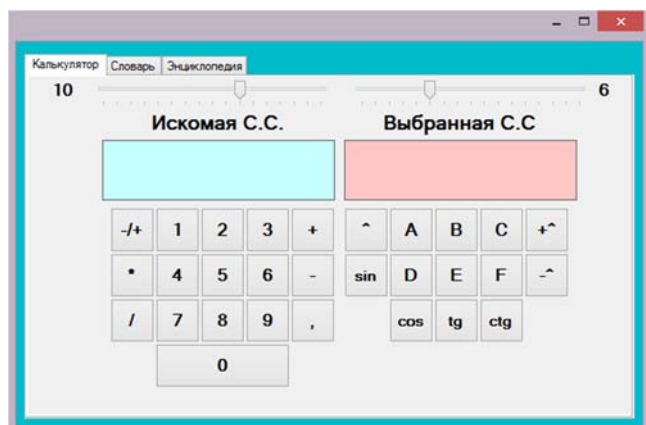 Калькулятор Словарь Энциклопедия
10 6
Искомая С.С. Выбранная С.С
-/+ 1 2 3 + ^ A B C +^
* 4 5 6 - sin D E F -^
/ 7 8 9 , cos tg ctg
0